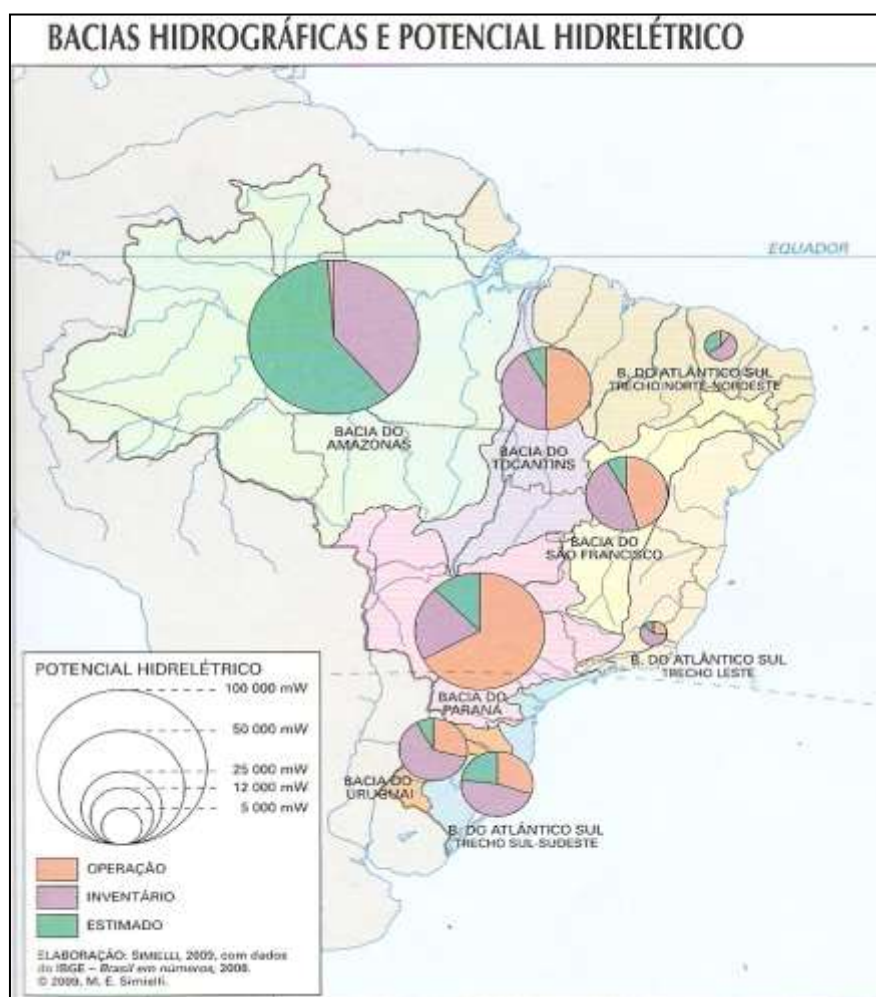 BACIAS HIDROGRÁFICAS E POTENCIAL HIDRELÉTRICO
0°
EQUADOR
B. DO ATLÂNTICO SUL
TRECHO NORTE-NORDESTE
BACIA DO
AMAZONAS
BACIA DO
TOCANTINS
BACIA DO
SÃO FRANCISCO
B. DO ATLÂNTICO SUL
TRECHO LESTE
BACIA DO
PARANÁ
BACIA DO
URUGUAI
B. DO ATLÂNTICO SUL
TRECHO SUL-SUDESTE
POTENCIAL HIDRELÉTRICO
100 000 mW
50 000 mW
25 000 mW
12 000 mW
5 000 mW
OPERAÇÃO
INVENTÁRIO
ESTIMADO
ELABORAÇÃO: SIMIELLI, 2009, com dados
do IBGE – Brasil em números, 2008.
© 2009, M. E. Simielli.